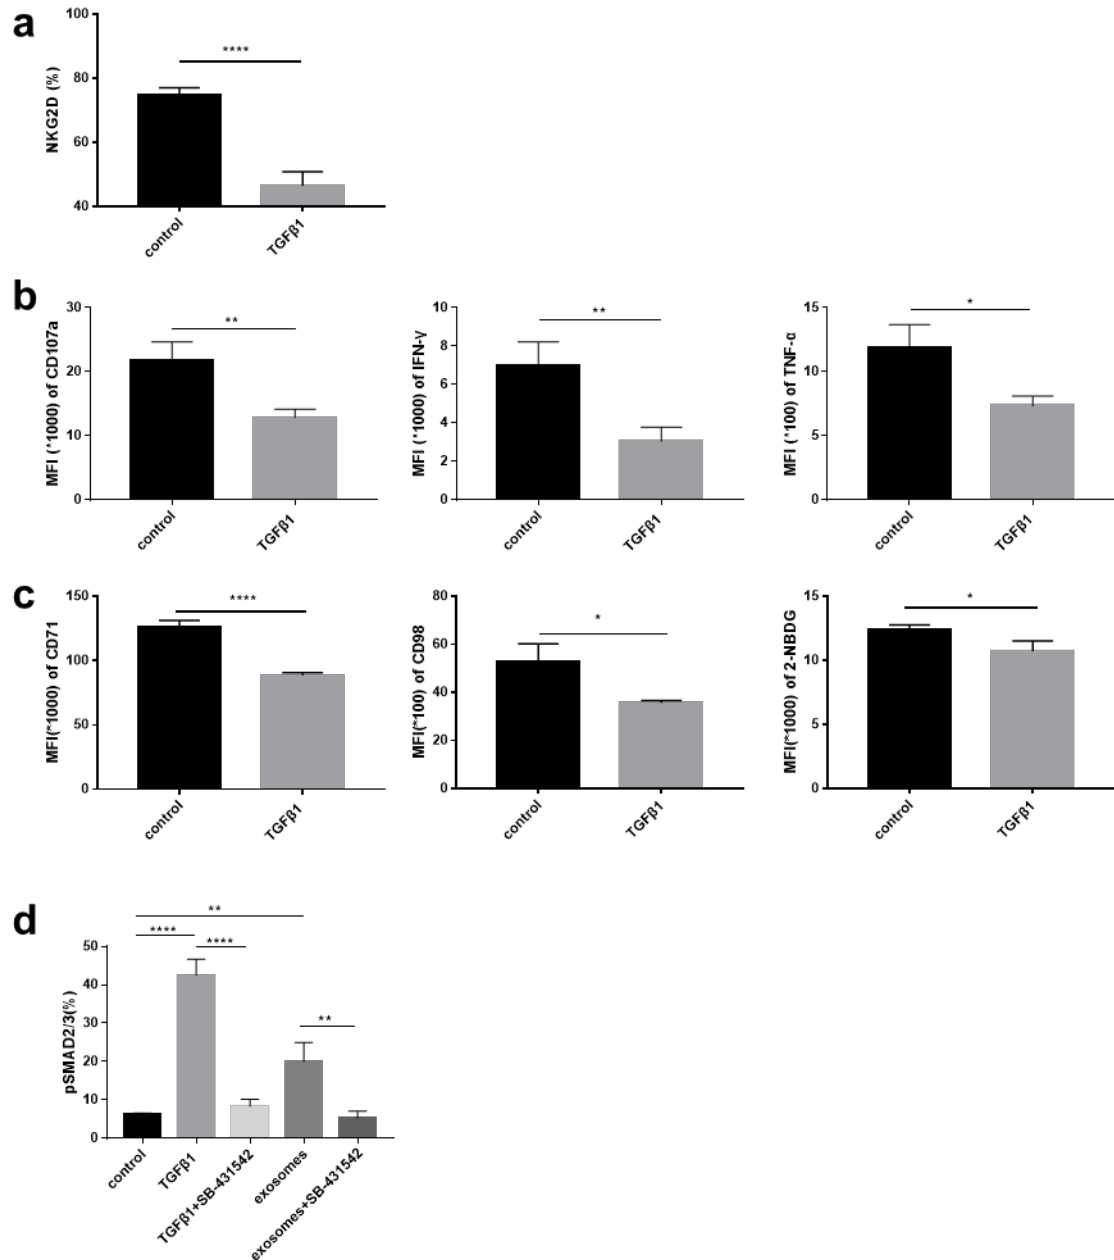 a
NKG2D (%)
100
80
60
40
****
control
TGFβ1
b
MFI (*1000) of CD107a
30
20
10
0
**
control
TGFβ1
MFI (*1000) of IFN-γ
10
8
6
4
2
0
**
control
TGFβ1
MFI (*100) of TNF-α
15
10
5
0
*
control
TGFβ1
c
MFI(*1000) of CD71
150
100
50
0
****
control
TGFβ1
MFI(*100) of CD98
80
60
40
20
0
*
control
TGFβ1
MFI(*1000) of 2-NBDG
15
10
5
0
*
control
TGFβ1
d
pSMAD2/3(%)
50
40
30
20
10
0
**
****
****
**
control
TGFβ1
TGFβ1+SB-431542
exosomes
exosomes+SB-431542